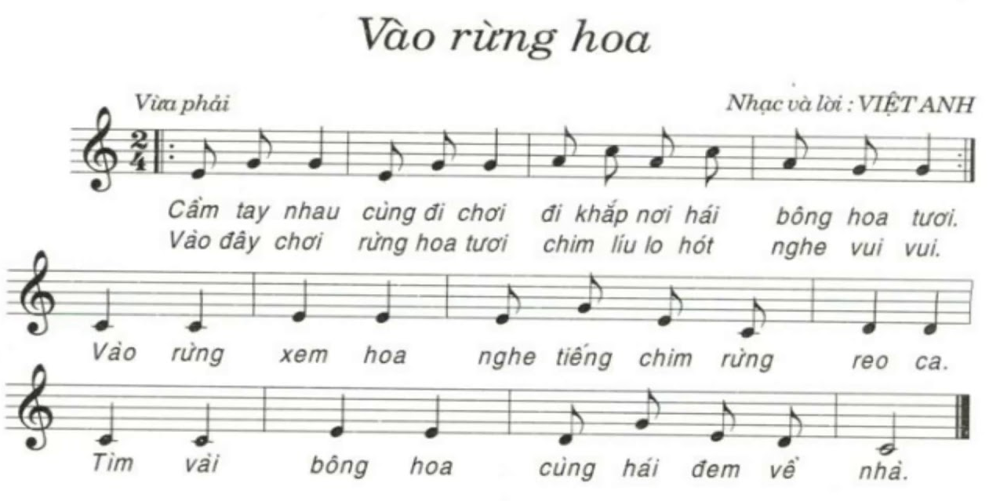 Vào rừng hoa
Vừa phải
Nhạc và lời : VIỆT ANH
2
4
Cầm tay nhau cùng đi chơi đi khắp nơi hái bông hoa tươi.
Vào đây chơi rừng hoa tươi chim líu lo hót nghe vui vui.
Vào rừng xem hoa nghe tiếng chim rừng reo ca.
Tìm vài bông hoa cùng hái đem về nhà.